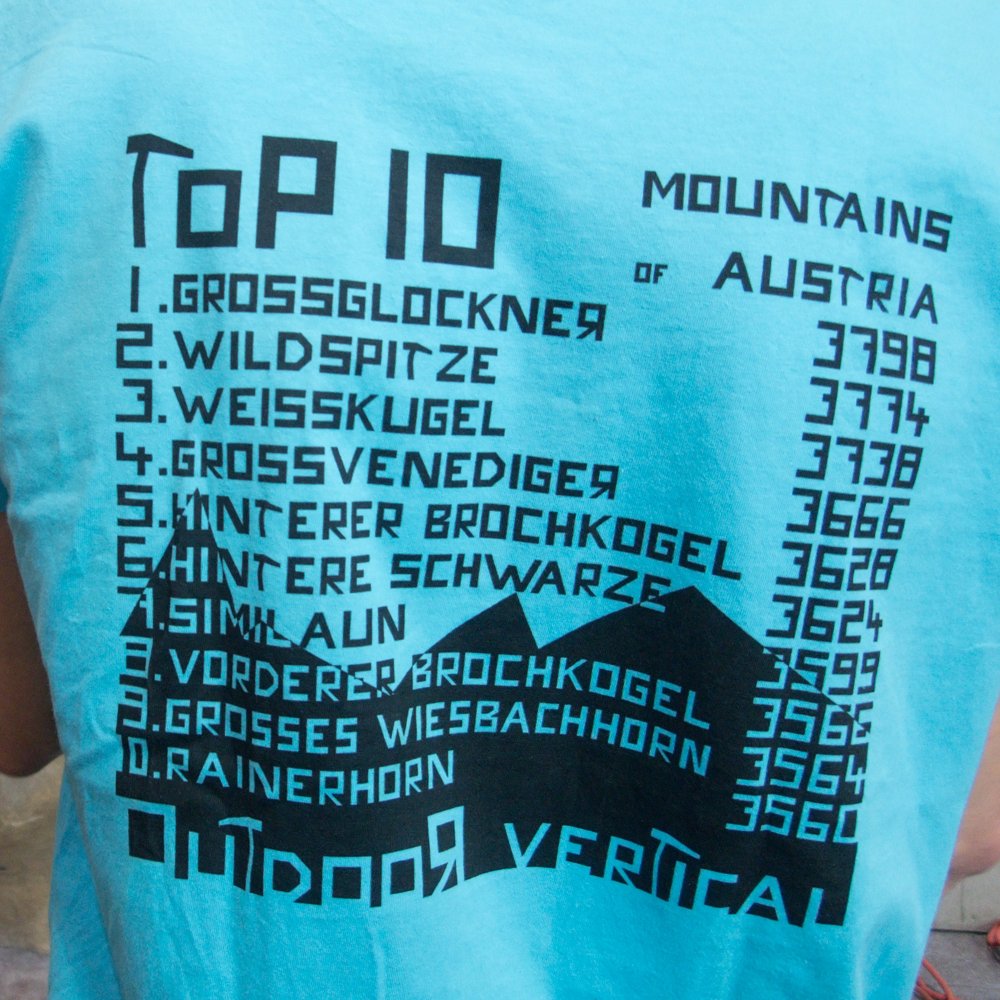 TOP 10 MOUNTAINS
OF AUSTRIA
1. GROSSGLOCKNER 3798
2. WILDSPITZE 3774
3. WEISSKUGEL 3738
4. GROSSVENEDIGER 3666
5. HINTERER BROCHKOGEL 3628
6. HINTERE SCHWARZE 3624
7. SIMILAUN 3599
8. VORDERER BROCHKOGEL 3565
9. GROSSES WIESBACHHORN 3564
0. RAINERHORN 3560
OUTDOOR VERTICAL